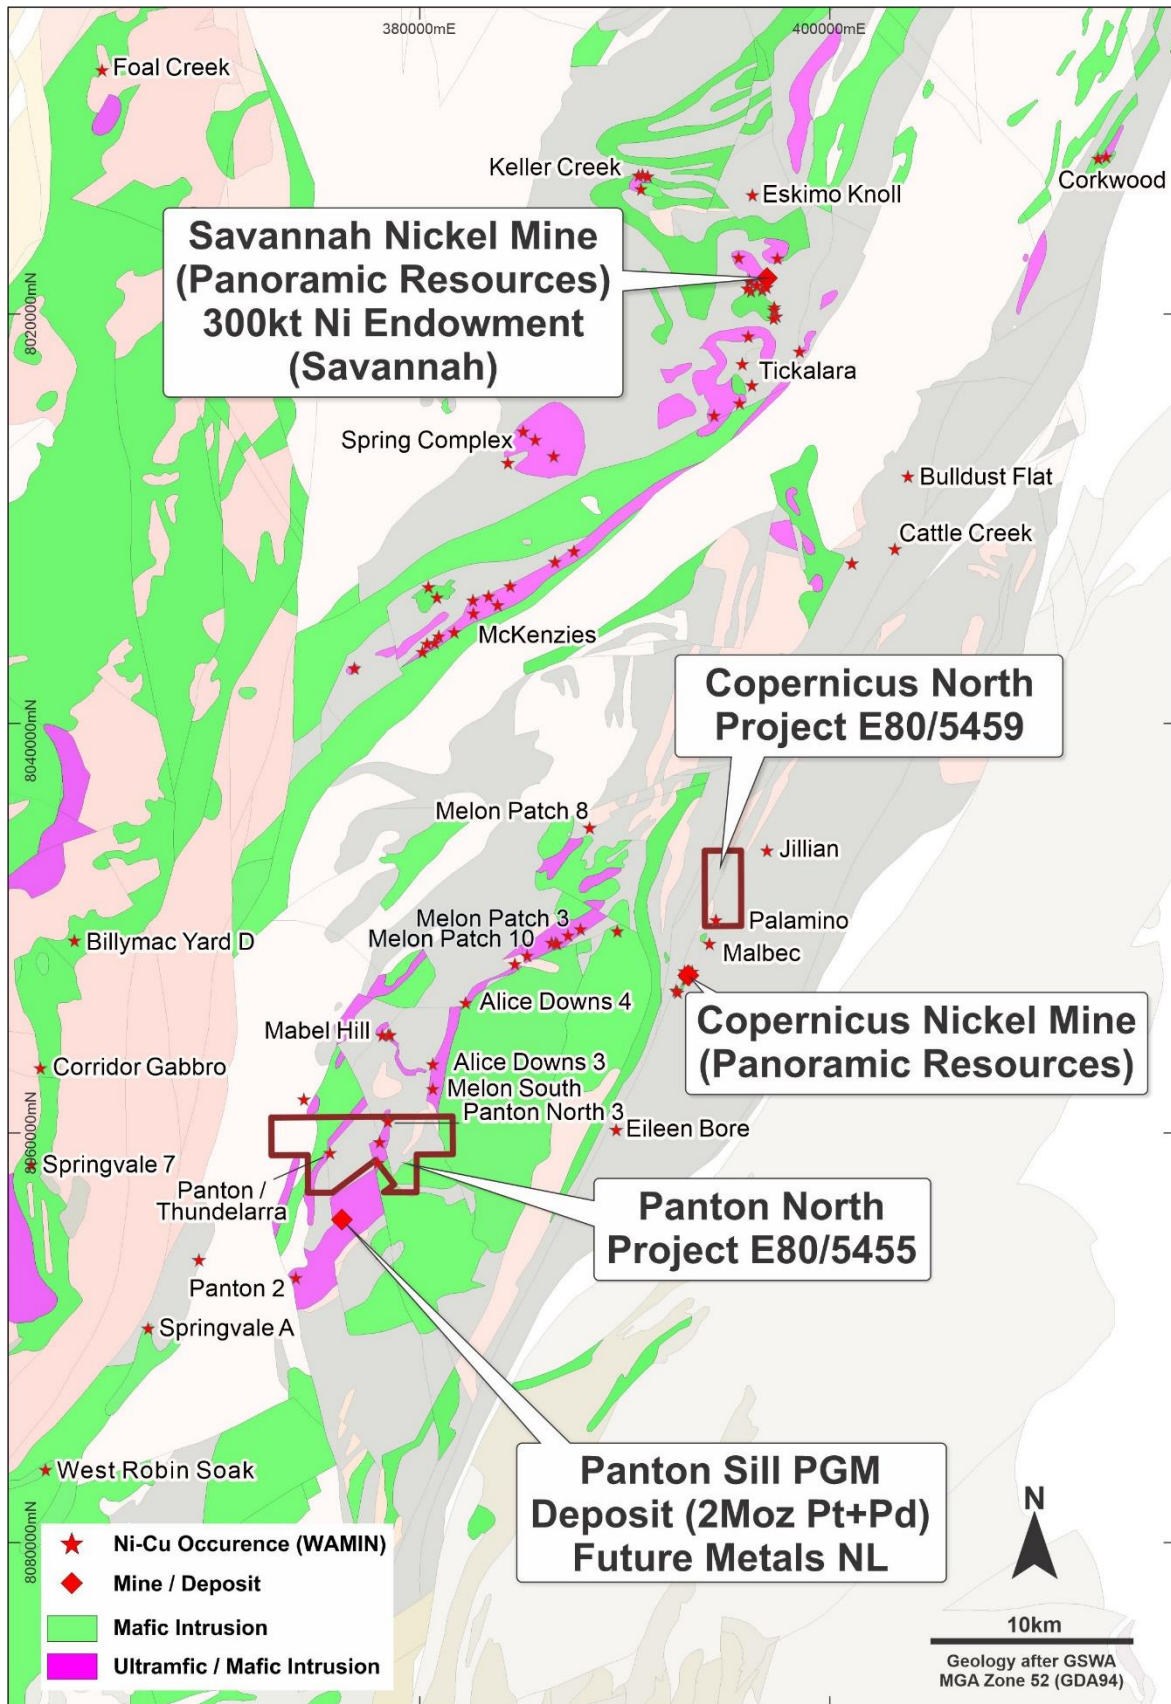 380000mE
400000mE
Foal Creek
Keller Creek
Eskimo Knoll
Corkwood
Savannah Nickel Mine
(Panoramic Resources)
300kt Ni Endowment
(Savannah)
8020000mN
Tickalara
Spring Complex
Bulldust Flat
Cattle Creek
McKenzies
Copernicus North
Project E80/5459
8040000mN
Melon Patch 8
Jillian
Melon Patch 3
Palamino
Billymac Yard D
Melon Patch 10
Malbec
Alice Downs 4
Copernicus Nickel Mine
(Panoramic Resources)
Mabel Hill
Corridor Gabbro
Alice Downs 3
Melon South
Panton North 3
Eileen Bore
8060000mN
Springvale 7
Panton /
Thundelarra
Panton North
Project E80/5455
Panton 2
Springvale A
West Robin Soak
Panton Sill PGM
Deposit (2Moz Pt+Pd)
Future Metals NL
8080000mN
N
Ni-Cu Occurence (WAMIN)
Mine / Deposit
Mafic Intrusion
Ultramfic / Mafic Intrusion
10km
Geology after GSWA
MGA Zone 52 (GDA94)